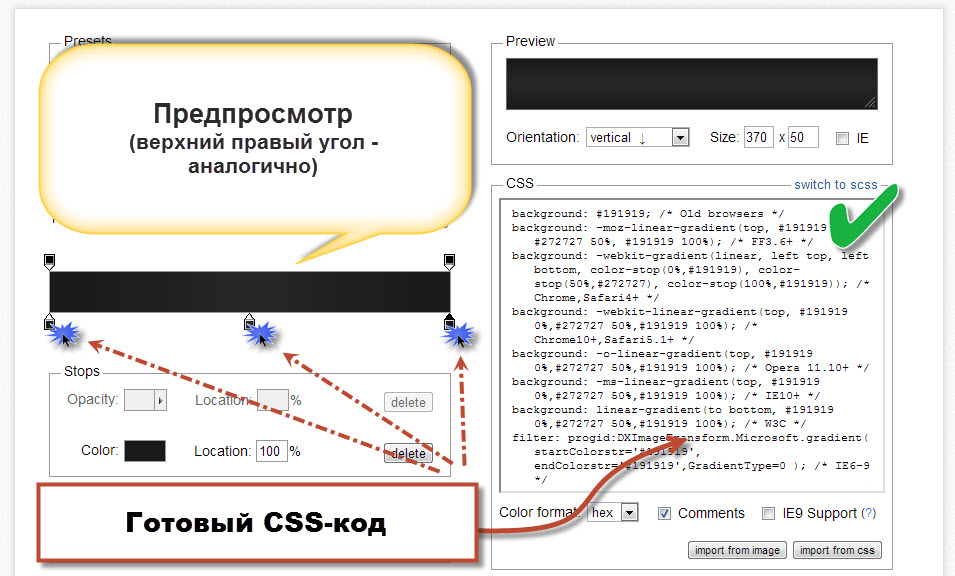 Presets
Предпросмотр
(верхний правый угол -
аналогично)
Stops
Opacity: Location: % delete
Color: Location: 100 % delete
Готовый CSS-код
Preview
Orientation: vertical ↓ Size: 370 x 50 IE
CSS switch to scss
background: #191919; /* Old browsers */
background: -moz-linear-gradient(top, #191919
#272727 50%, #191919 100%); /* FF3.6+ */
background: -webkit-gradient(linear, left top, left
bottom, color-stop(0%,#191919), color-
stop(50%,#272727), color-stop(100%,#191919)); /*
Chrome,Safari4+ */
background: -webkit-linear-gradient(top, #191919
0%,#272727 50%,#191919 100%); /*
Chrome10+,Safari5.1+ */
background: -o-linear-gradient(top, #191919
0%,#272727 50%,#191919 100%); /* Opera 11.10+ */
background: -ms-linear-gradient(top, #191919
0%,#272727 50%,#191919 100%); /* IE10+ */
background: linear-gradient(to bottom, #191919
0%,#272727 50%,#191919 100%); /* W3C */
filter: progid:DXImageTransform.Microsoft.gradient(
startColorstr='#191919',
endColorstr='#191919',GradientType=0 ); /* IE6-9
*/
Color format: hex Comments IE9 Support (?)
import from image import from css